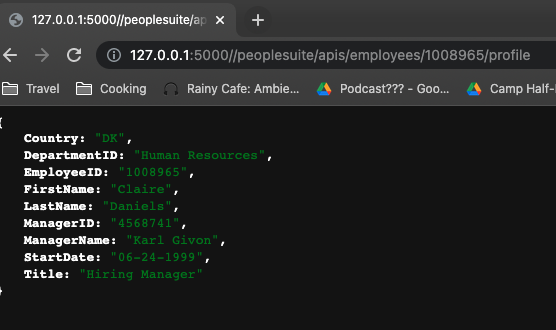 127.0.0.1:5000//peoplesuite/ap
127.0.0.1:5000//peoplesuite/apis/employees/1008965/profile
Travel Cooking Rainy Cafe: Ambie... Podcast??? - Goo... Camp Half-
{
Country: "DK",
DepartmentID: "Human Resources",
EmployeeID: "1008965",
FirstName: "Claire",
LastName: "Daniels",
ManagerID: "4568741",
ManagerName: "Karl Givon",
StartDate: "06-24-1999",
Title: "Hiring Manager"
}